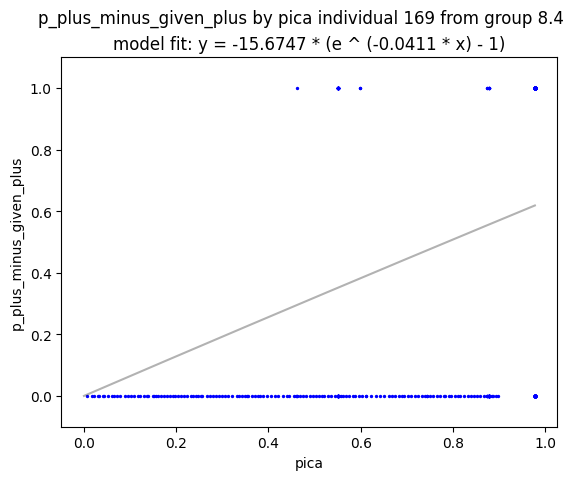 p_plus_minus_given_plus by pica individual 169 from group 8.4
model fit: y = -15.6747 * (e ^ (-0.0411 * x) - 1)
1.0
0.8
0.6
0.4
0.2
0.0
p_plus_minus_given_plus
0.0 0.2 0.4 0.6 0.8 1.0
pica